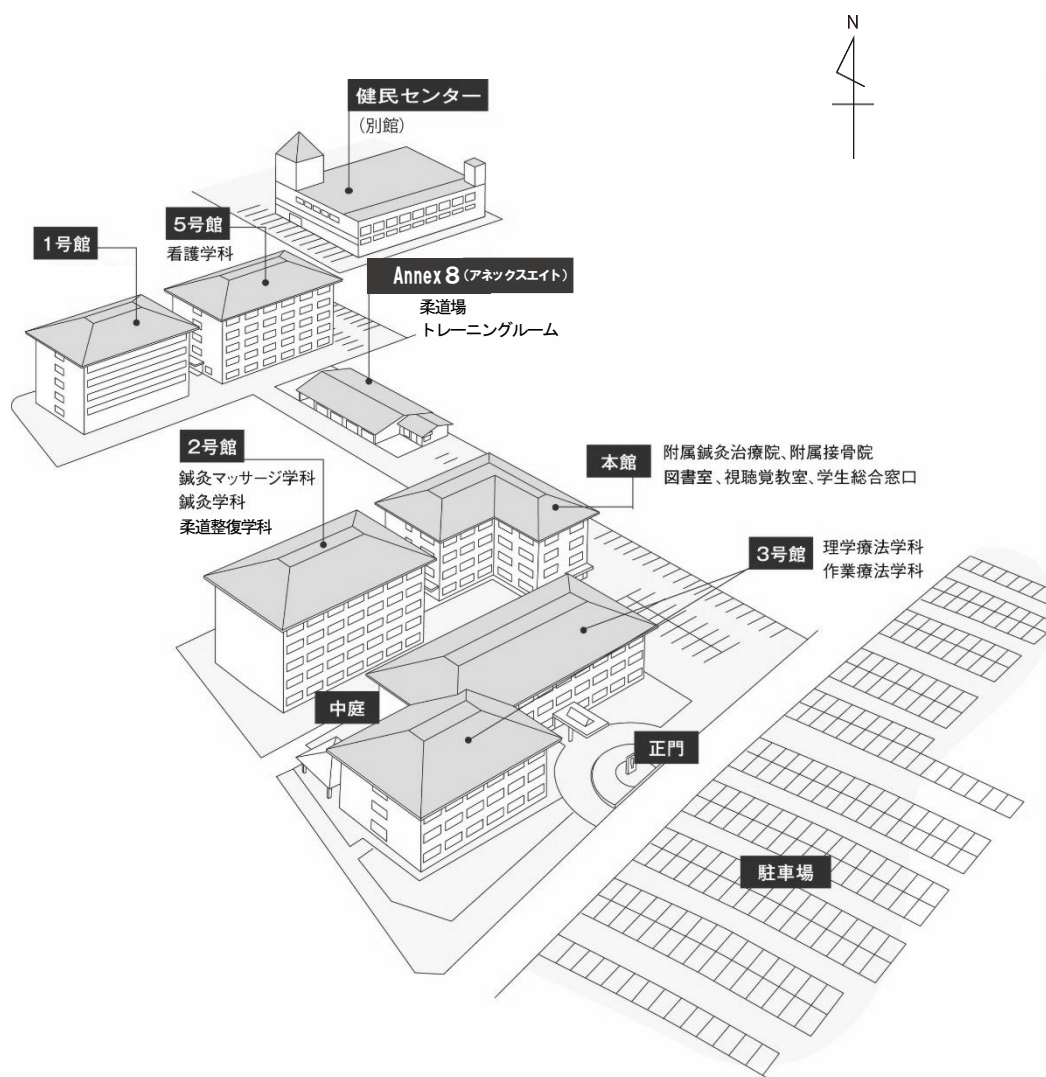 N
健民センター
(別館)
5号館
看護学科
1号館
Annex 8 (アネックスエイト)
柔道場
トレーニングルーム
2号館
鍼灸マッサージ学科
鍼灸学科
柔道整復学科
本館
附属鍼灸治療院、附属接骨院
図書室、視聴覚教室、学生総合窓口
3号館
理学療法学科
作業療法学科
中庭
正門
駐車場